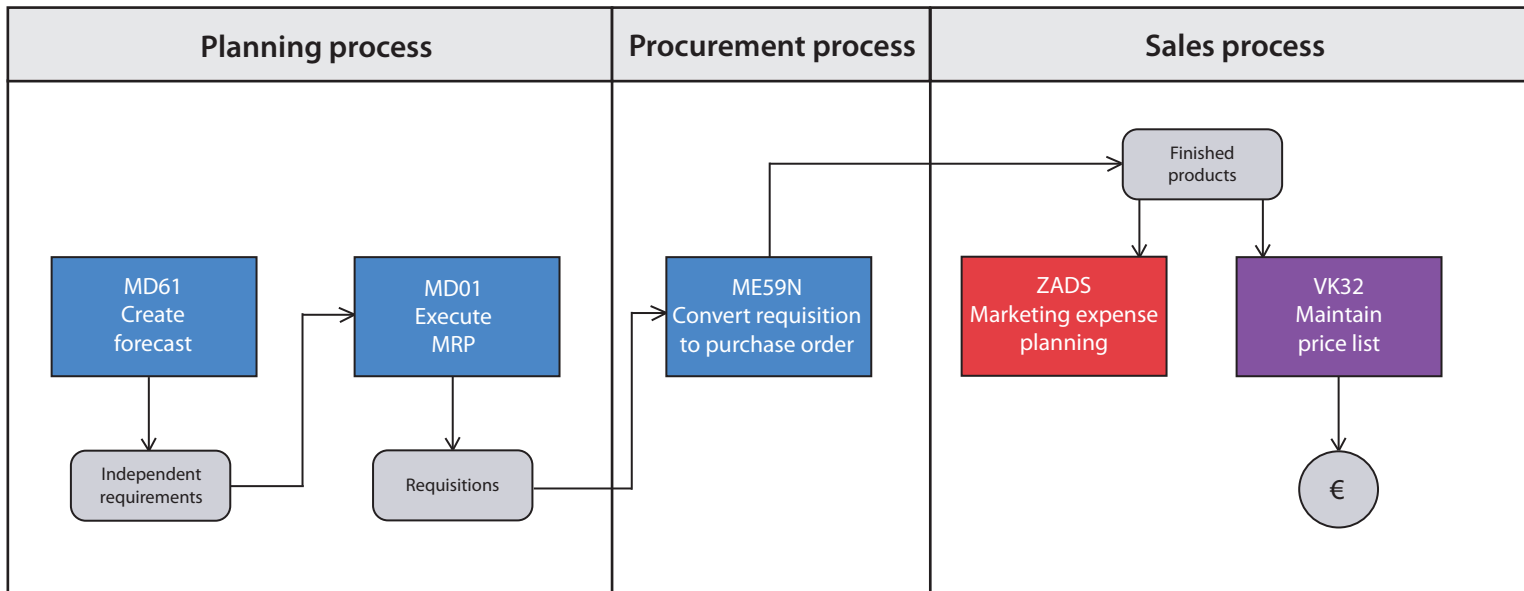 Planning process
Procurement process
Sales process
Finished
products
MD61
Create
forecast
MD01
Execute
MRP
ME59N
Convert requisition
to purchase order
ZADS
Marketing expense
planning
VK32
Maintain
price list
Independent
requirements
Requisitions
€